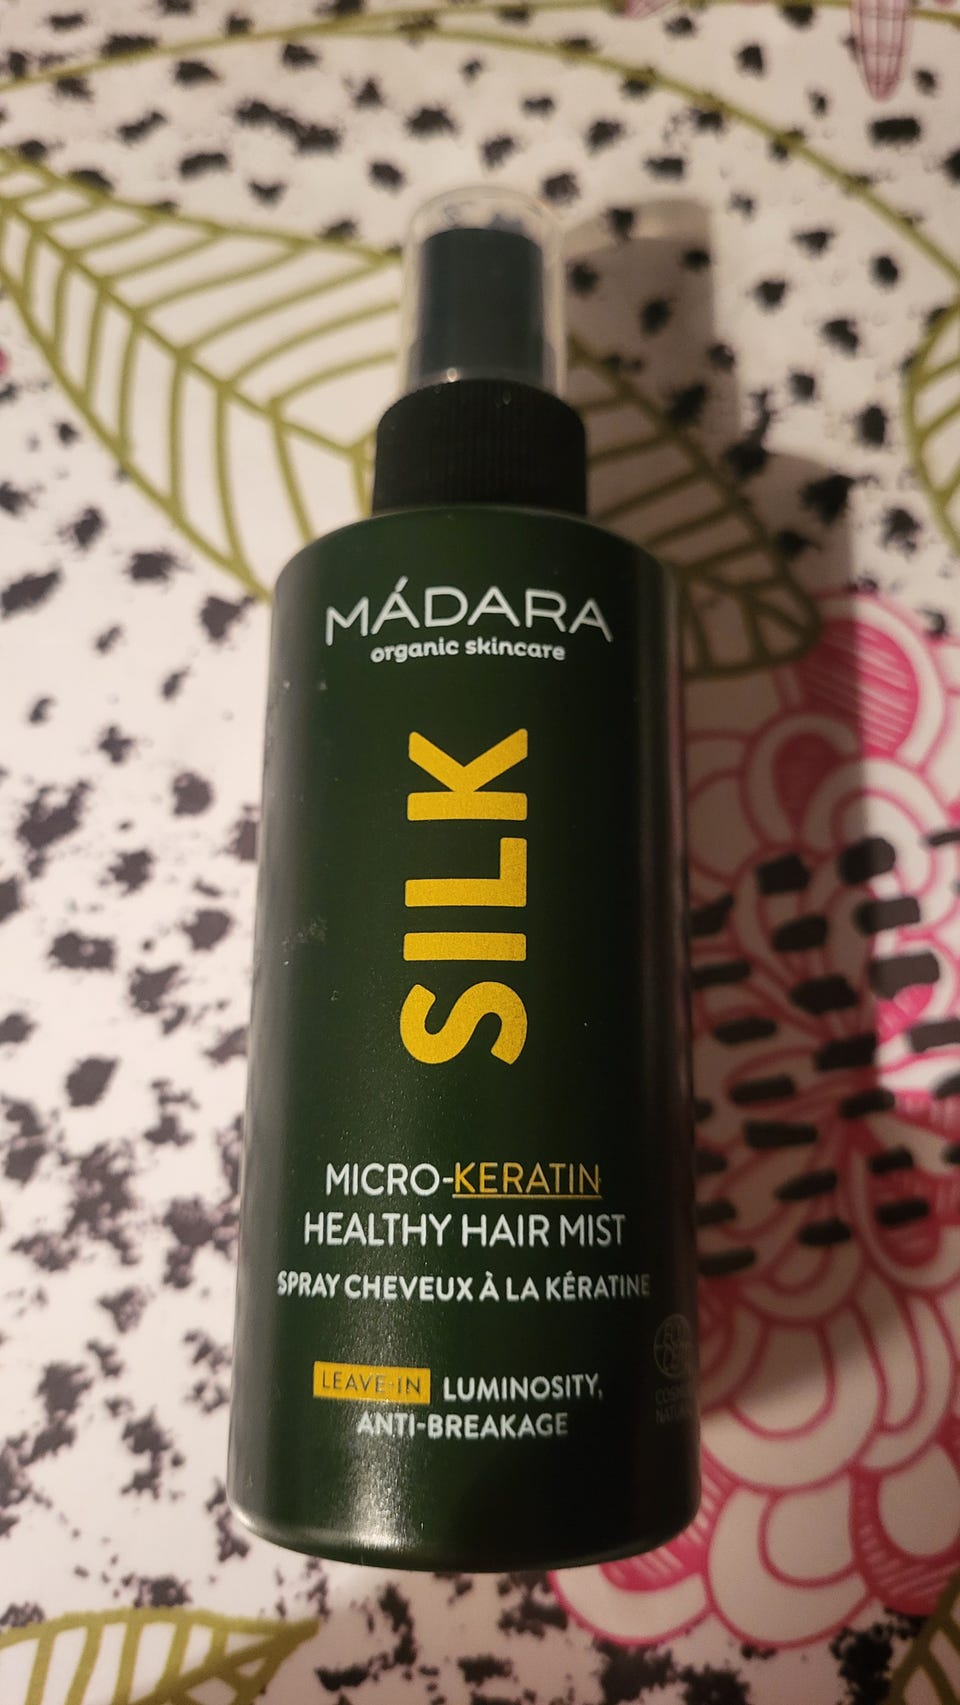 MÁDARA
organic skincare
SILK
MICRO-KERATIN
HEALTHY HAIR MIST
SPRAY CHEVEUX À LA KÉRATINE
LEAVE-IN LUMINOSITY,
ANTI-BREAKAGE